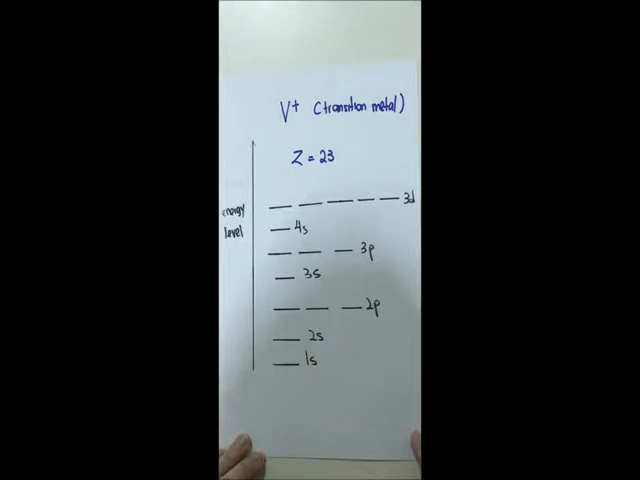 V+ (transition metal)
Z = 23
3d
energy
level
4s
3p
3s
2p
2s
1s